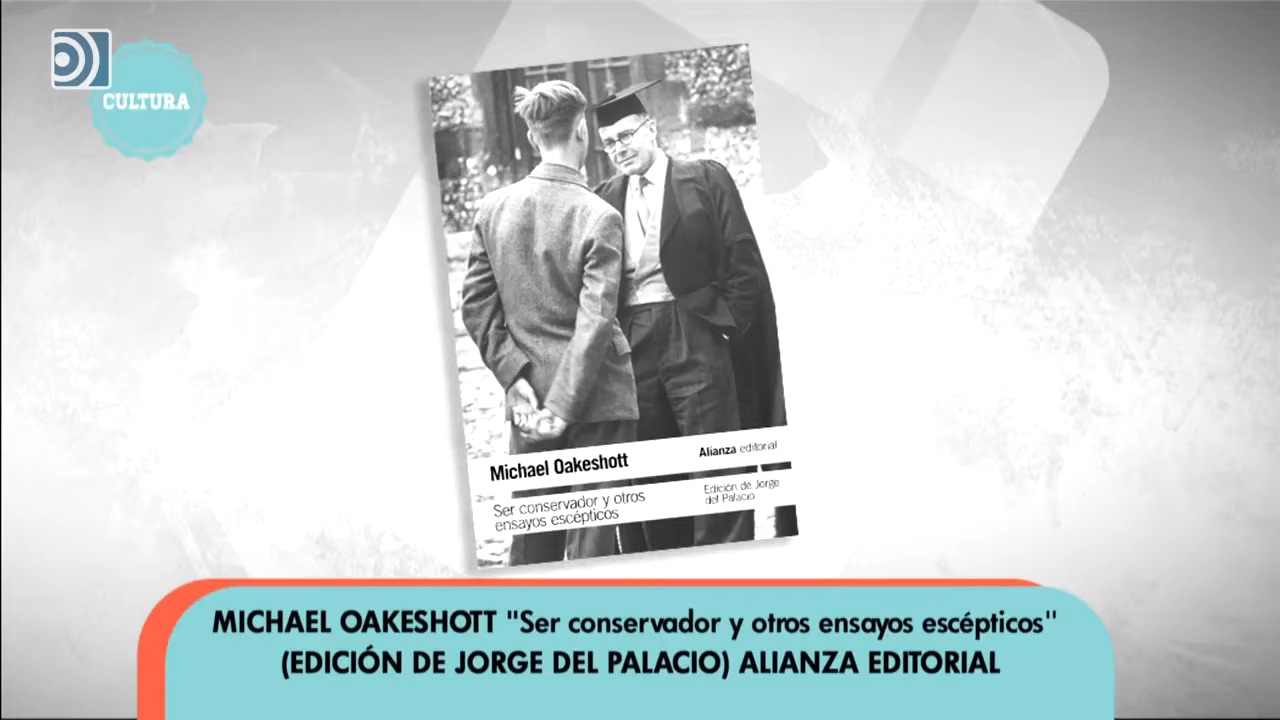 CULTURA
Michael Oakeshott
Alianza editorial
Ser conservador y otros
ensayos escépticos
Edición de Jorge
del Palacio
MICHAEL OAKESHOTT "Ser conservador y otros ensayos escépticos"
(EDICIÓN DE JORGE DEL PALACIO) ALIANZA EDITORIAL